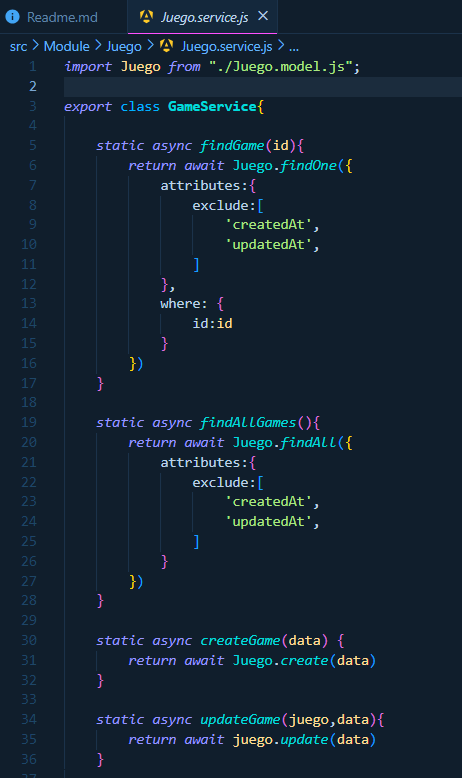 Readme.md
Juego.service.js
src > Module > Juego > Juego.service.js > ...
1 import Juego from "./Juego.model.js";
2
3 export class GameService{
4
5     static async findGame(id){
6         return await Juego.findOne({
7             attributes:{
8                 exclude:[
9                     'createdAt',
10                     'updatedAt',
11                 ]
12             },
13             where: {
14                 id:id
15             }
16         })
17     }
18
19     static async findAllGames(){
20         return await Juego.findAll({
21             attributes:{
22                 exclude:[
23                     'createdAt',
24                     'updatedAt',
25                 ]
26             }
27         })
28     }
29
30     static async createGame(data) {
31         return await Juego.create(data)
32     }
33
34     static async updateGame(juego,data){
35         return await juego.update(data)
36     }
37